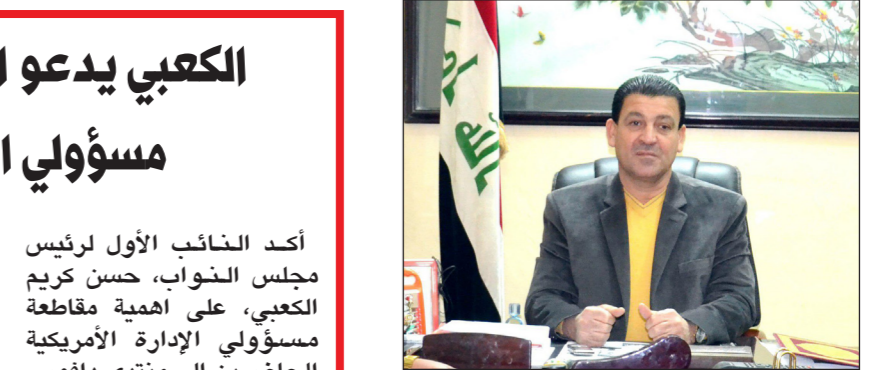 الكعبي يدعو
مسؤولي
أكد النائب الأول لرئيس
مجلس النواب، حسن كريم
الكعبي، على اهمية مقاطعة
مسؤولي الإدارة الأمريكية
الله